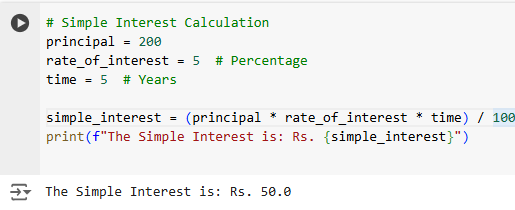 # Simple Interest Calculation
principal = 200
rate_of_interest = 5  # Percentage
time = 5  # Years
simple_interest = (principal * rate_of_interest * time) / 100
print(f"The Simple Interest is: Rs. {simple_interest}")
The Simple Interest is: Rs. 50.0